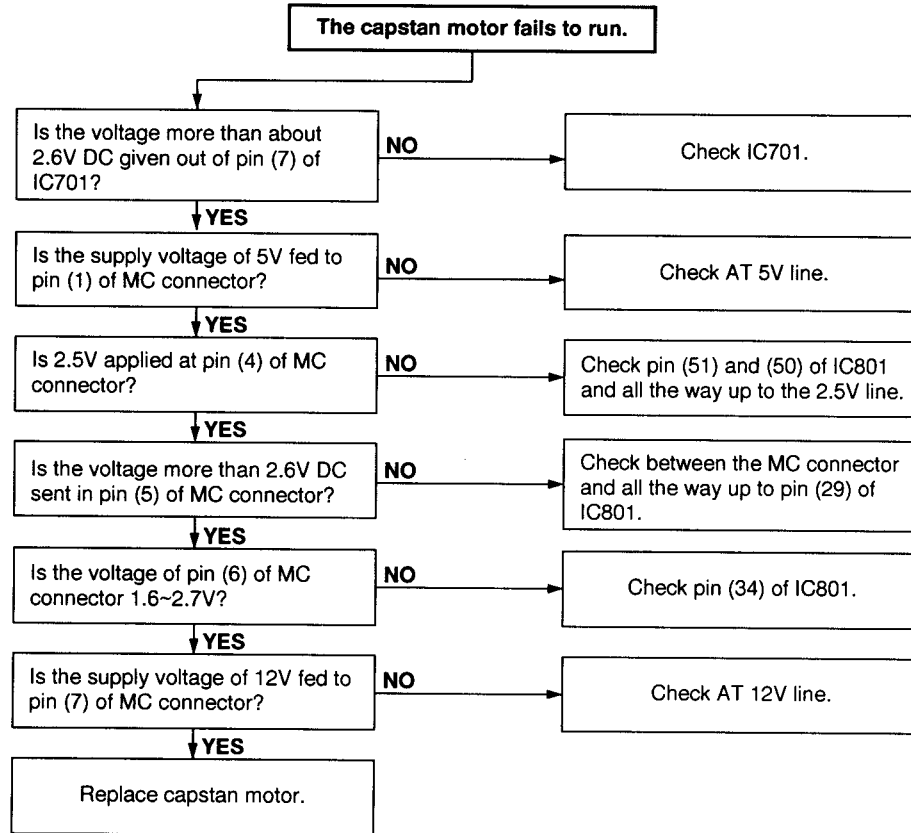 The capstan motor fails to run.
Is the voltage more than about
2.6V DC given out of pin (7) of
IC701?
NO
Check IC701.
YES
Is the supply voltage of 5V fed to
pin (1) of MC connector?
NO
Check AT 5V line.
YES
Is 2.5V applied at pin (4) of MC
connector?
NO
Check pin (51) and (50) of IC801
and all the way up to the 2.5V line.
YES
Is the voltage more than 2.6V DC
sent in pin (5) of MC connector?
NO
Check between the MC connector
and all the way up to pin (29) of
IC801.
YES
Is the voltage of pin (6) of MC
connector 1.6~2.7V?
NO
Check pin (34) of IC801.
YES
Is the supply voltage of 12V fed to
pin (7) of MC connector?
NO
Check AT 12V line.
YES
Replace capstan motor.